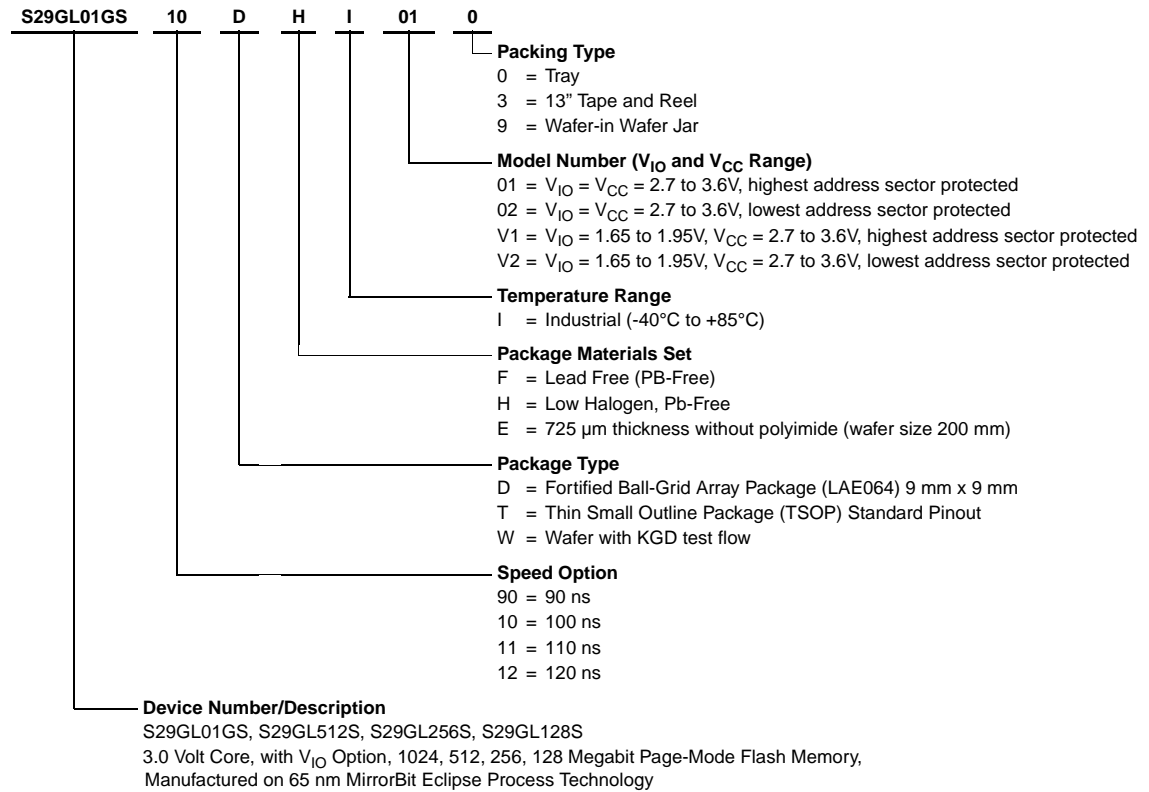 S29GL01GS 10 D H I 01 0
Packing Type
0 = Tray
3 = 13” Tape and Reel
9 = Wafer-in Wafer Jar
Model Number (VIO and VCC Range)
01 = VIO = VCC = 2.7 to 3.6V, highest address sector protected
02 = VIO = VCC = 2.7 to 3.6V, lowest address sector protected
V1 = VIO = 1.65 to 1.95V, VCC = 2.7 to 3.6V, highest address sector protected
V2 = VIO = 1.65 to 1.95V, VCC = 2.7 to 3.6V, lowest address sector protected
Temperature Range
I = Industrial (-40°C to +85°C)
Package Materials Set
F = Lead Free (PB-Free)
H = Low Halogen, Pb-Free
E = 725 µm thickness without polyimide (wafer size 200 mm)
Package Type
D = Fortified Ball-Grid Array Package (LAE064) 9 mm x 9 mm
T = Thin Small Outline Package (TSOP) Standard Pinout
W = Wafer with KGD test flow
Speed Option
90 = 90 ns
10 = 100 ns
11 = 110 ns
12 = 120 ns
Device Number/Description
S29GL01GS, S29GL512S, S29GL256S, S29GL128S
3.0 Volt Core, with VIO Option, 1024, 512, 256, 128 Megabit Page-Mode Flash Memory,
Manufactured on 65 nm MirrorBit Eclipse Process Technology